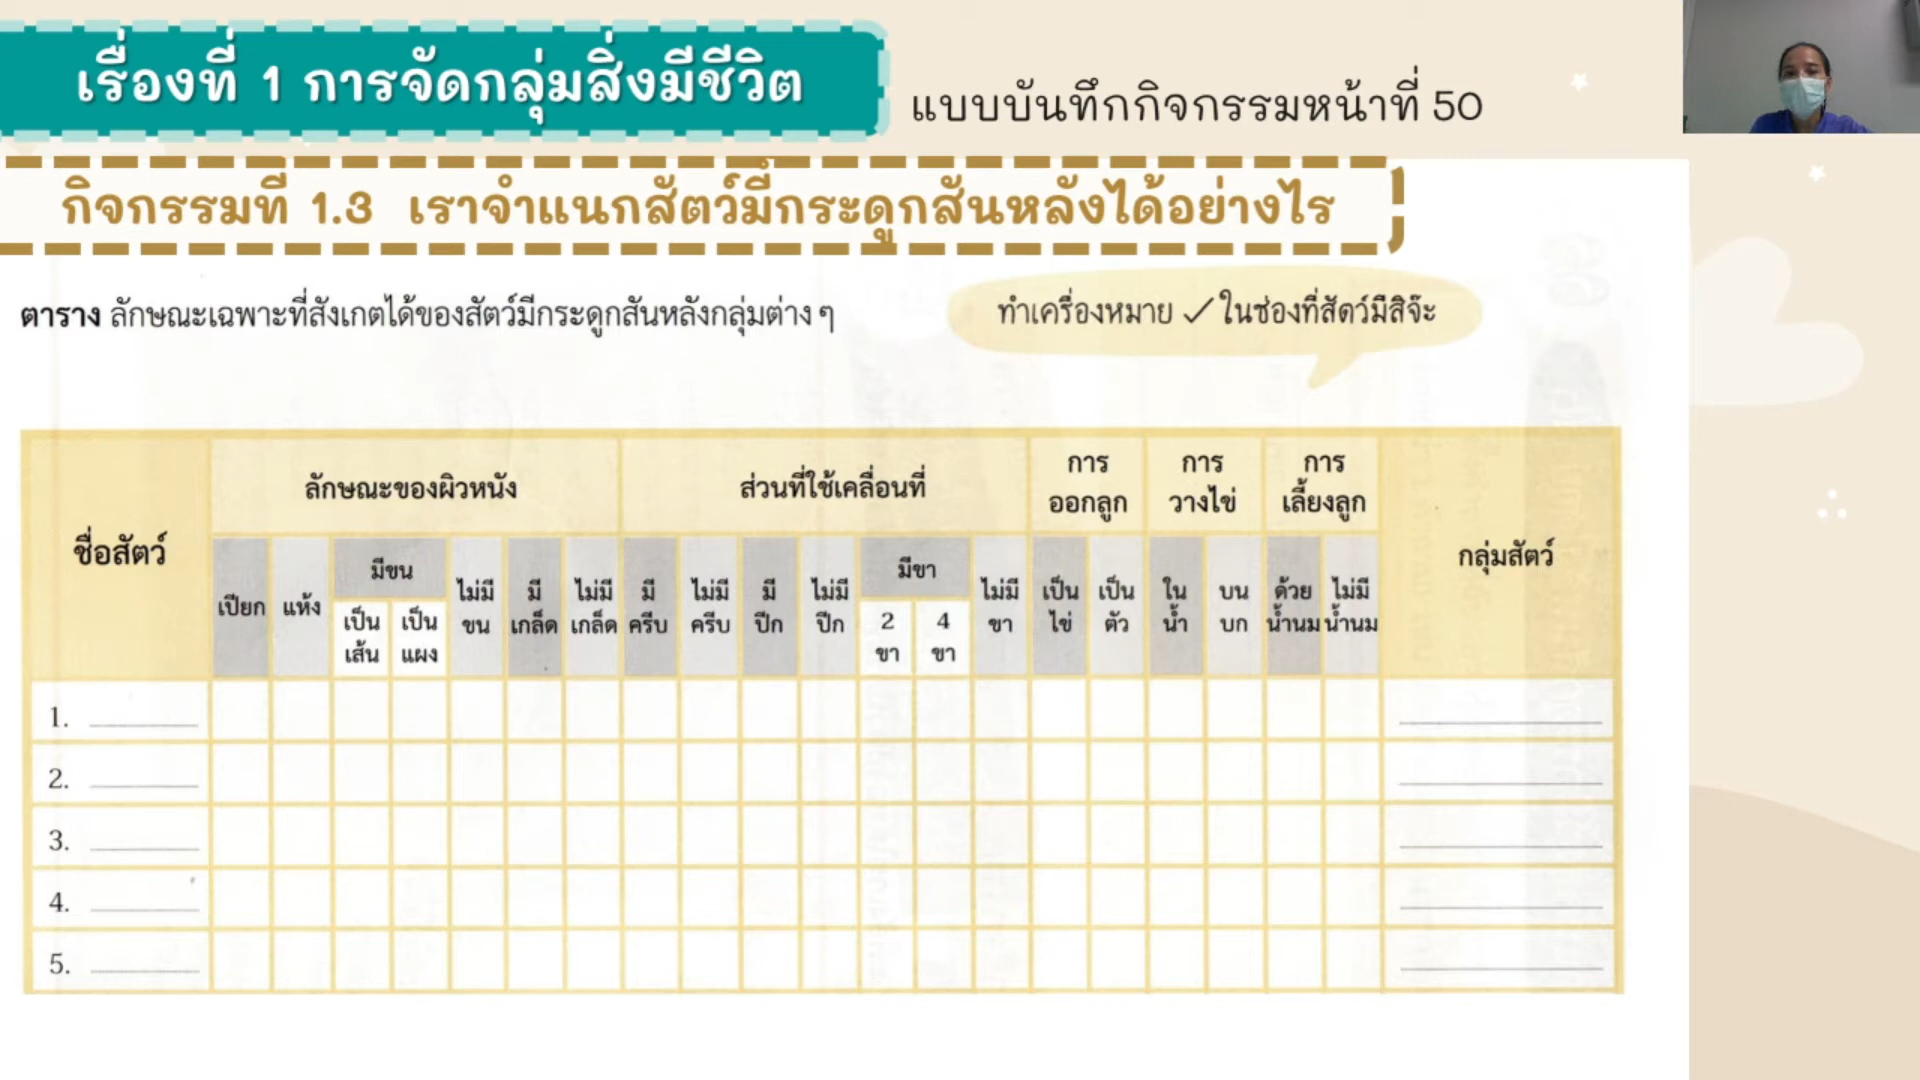 เรื่องที่ 1 การจัดกลุ่มสิ่งมีชีวิต
แบบบันทึกกิจกรรมหน้าที่ 50
กิจกรรมที่ 1.3 เราจำแนกสัตว์มีกระดูกสันหลังได้อย่างไร
ตาราง ลักษณะเฉพาะที่สังเกตได้ของสัตว์มีกระดูกสันหลังกลุ่มต่าง ๆ
ทำเครื่องหมาย ✓ ในช่องที่สัตว์มีสิจ๊ะ
ชื่อสัตว์
ลักษณะของผิวหนัง
ส่วนที่ใช้เคลื่อนที่
การ
ออกลูก
การ
วางไข่
การ
เลี้ยงลูก
กลุ่มสัตว์
เปียก
แห้ง
มีขน
เป็น
เส้น
เป็น
แผง
ไม่มี
ขน
มี
เกล็ด
ไม่มี
เกล็ด
มี
ครีบ
ไม่มี
ครีบ
มี
ปีก
ไม่มี
ปีก
มีขา
2
ขา
4
ขา
ไม่มี
ขา
เป็น
ไข่
เป็น
ตัว
ใน
น้ำ
บน
บก
ด้วย
น้ำนม
ไม่มี
น้ำนม
1.
2.
3.
4.
5.